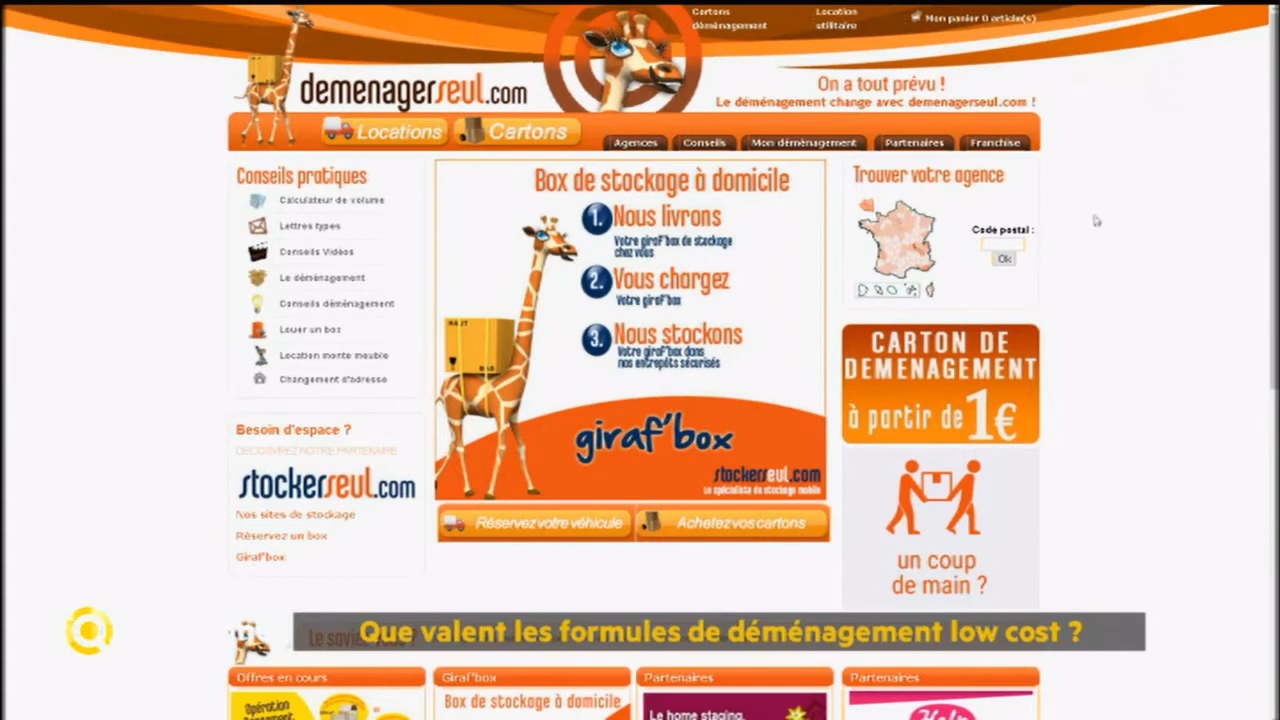 Cartons
déménagement
Location
utilitaire
Mon panier 0 article(s)
demenagerseul.com
On a tout prévu !
Le déménagement change avec demenagerseul.com !
Locations
Cartons
Agences
Conseils
Mon déménagement
Partenaires
Franchise
Conseils pratiques
Calculateur de volume
Lettres types
Conseils Vidéos
Le déménagement
Conseils déménagement
Louer un box
Location monte meuble
Changement d'adresse
Besoin d'espace ?
DECOUVREZ NOTRE PARTENAIRE
stockerseul.com
Nos sites de stockage
Réservez un box
Giraf'box
Box de stockage à domicile
1. Nous livrons
Votre giraf'box de stockage
chez vous
2. Vous chargez
Votre giraf'box
3. Nous stockons
Votre giraf'box dans
nos entrepôts sécurisés
HAUT
BAS
giraf'box
stockerseul.com
Le spécialiste du stockage mobile
Réservez votre véhicule
Achetez vos cartons
Trouver votre agence
Code postal :
Ok
CARTON DE
DEMENAGEMENT
à partir de 1€
un coup
de main ?
Le saviez-vous ?
Que valent les formules de déménagement low cost ?
Offres en cours
Giraf'box
Partenaires
Partenaires
Opération
Box de stockage à domicile
Le home staging,
Help